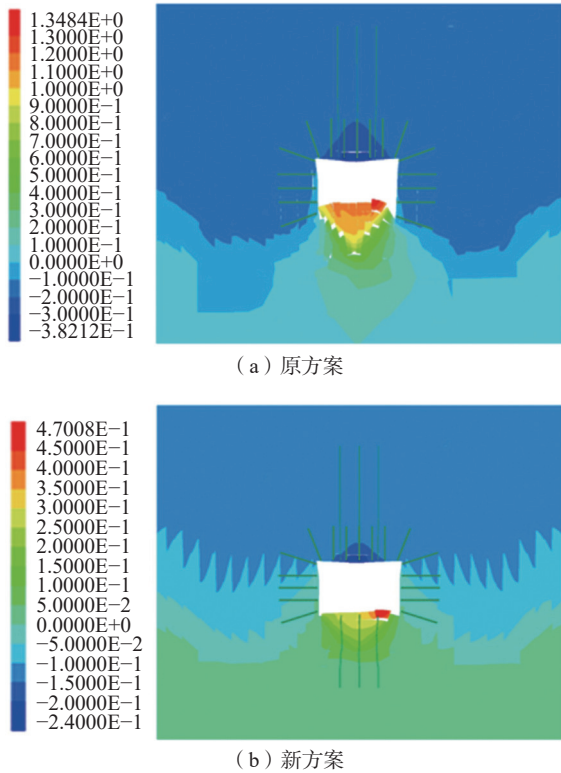 1.3484E+0
1.3000E+0
1.2000E+0
1.1000E+0
1.0000E+0
9.0000E−1
8.0000E−1
7.0000E−1
6.0000E−1
5.0000E−1
4.0000E−1
3.0000E−1
2.0000E−1
1.0000E−1
0.0000E+0
−1.0000E−1
−2.0000E−1
−3.0000E−1
−3.8212E−1
（a）原方案
4.7008E−1
4.5000E−1
4.0000E−1
3.5000E−1
3.0000E−1
2.5000E−1
2.0000E−1
1.5000E−1
1.0000E−1
5.0000E−2
0.0000E+0
−5.0000E−2
−1.0000E−1
−1.5000E−1
−2.0000E−1
−2.4000E−1
（b）新方案